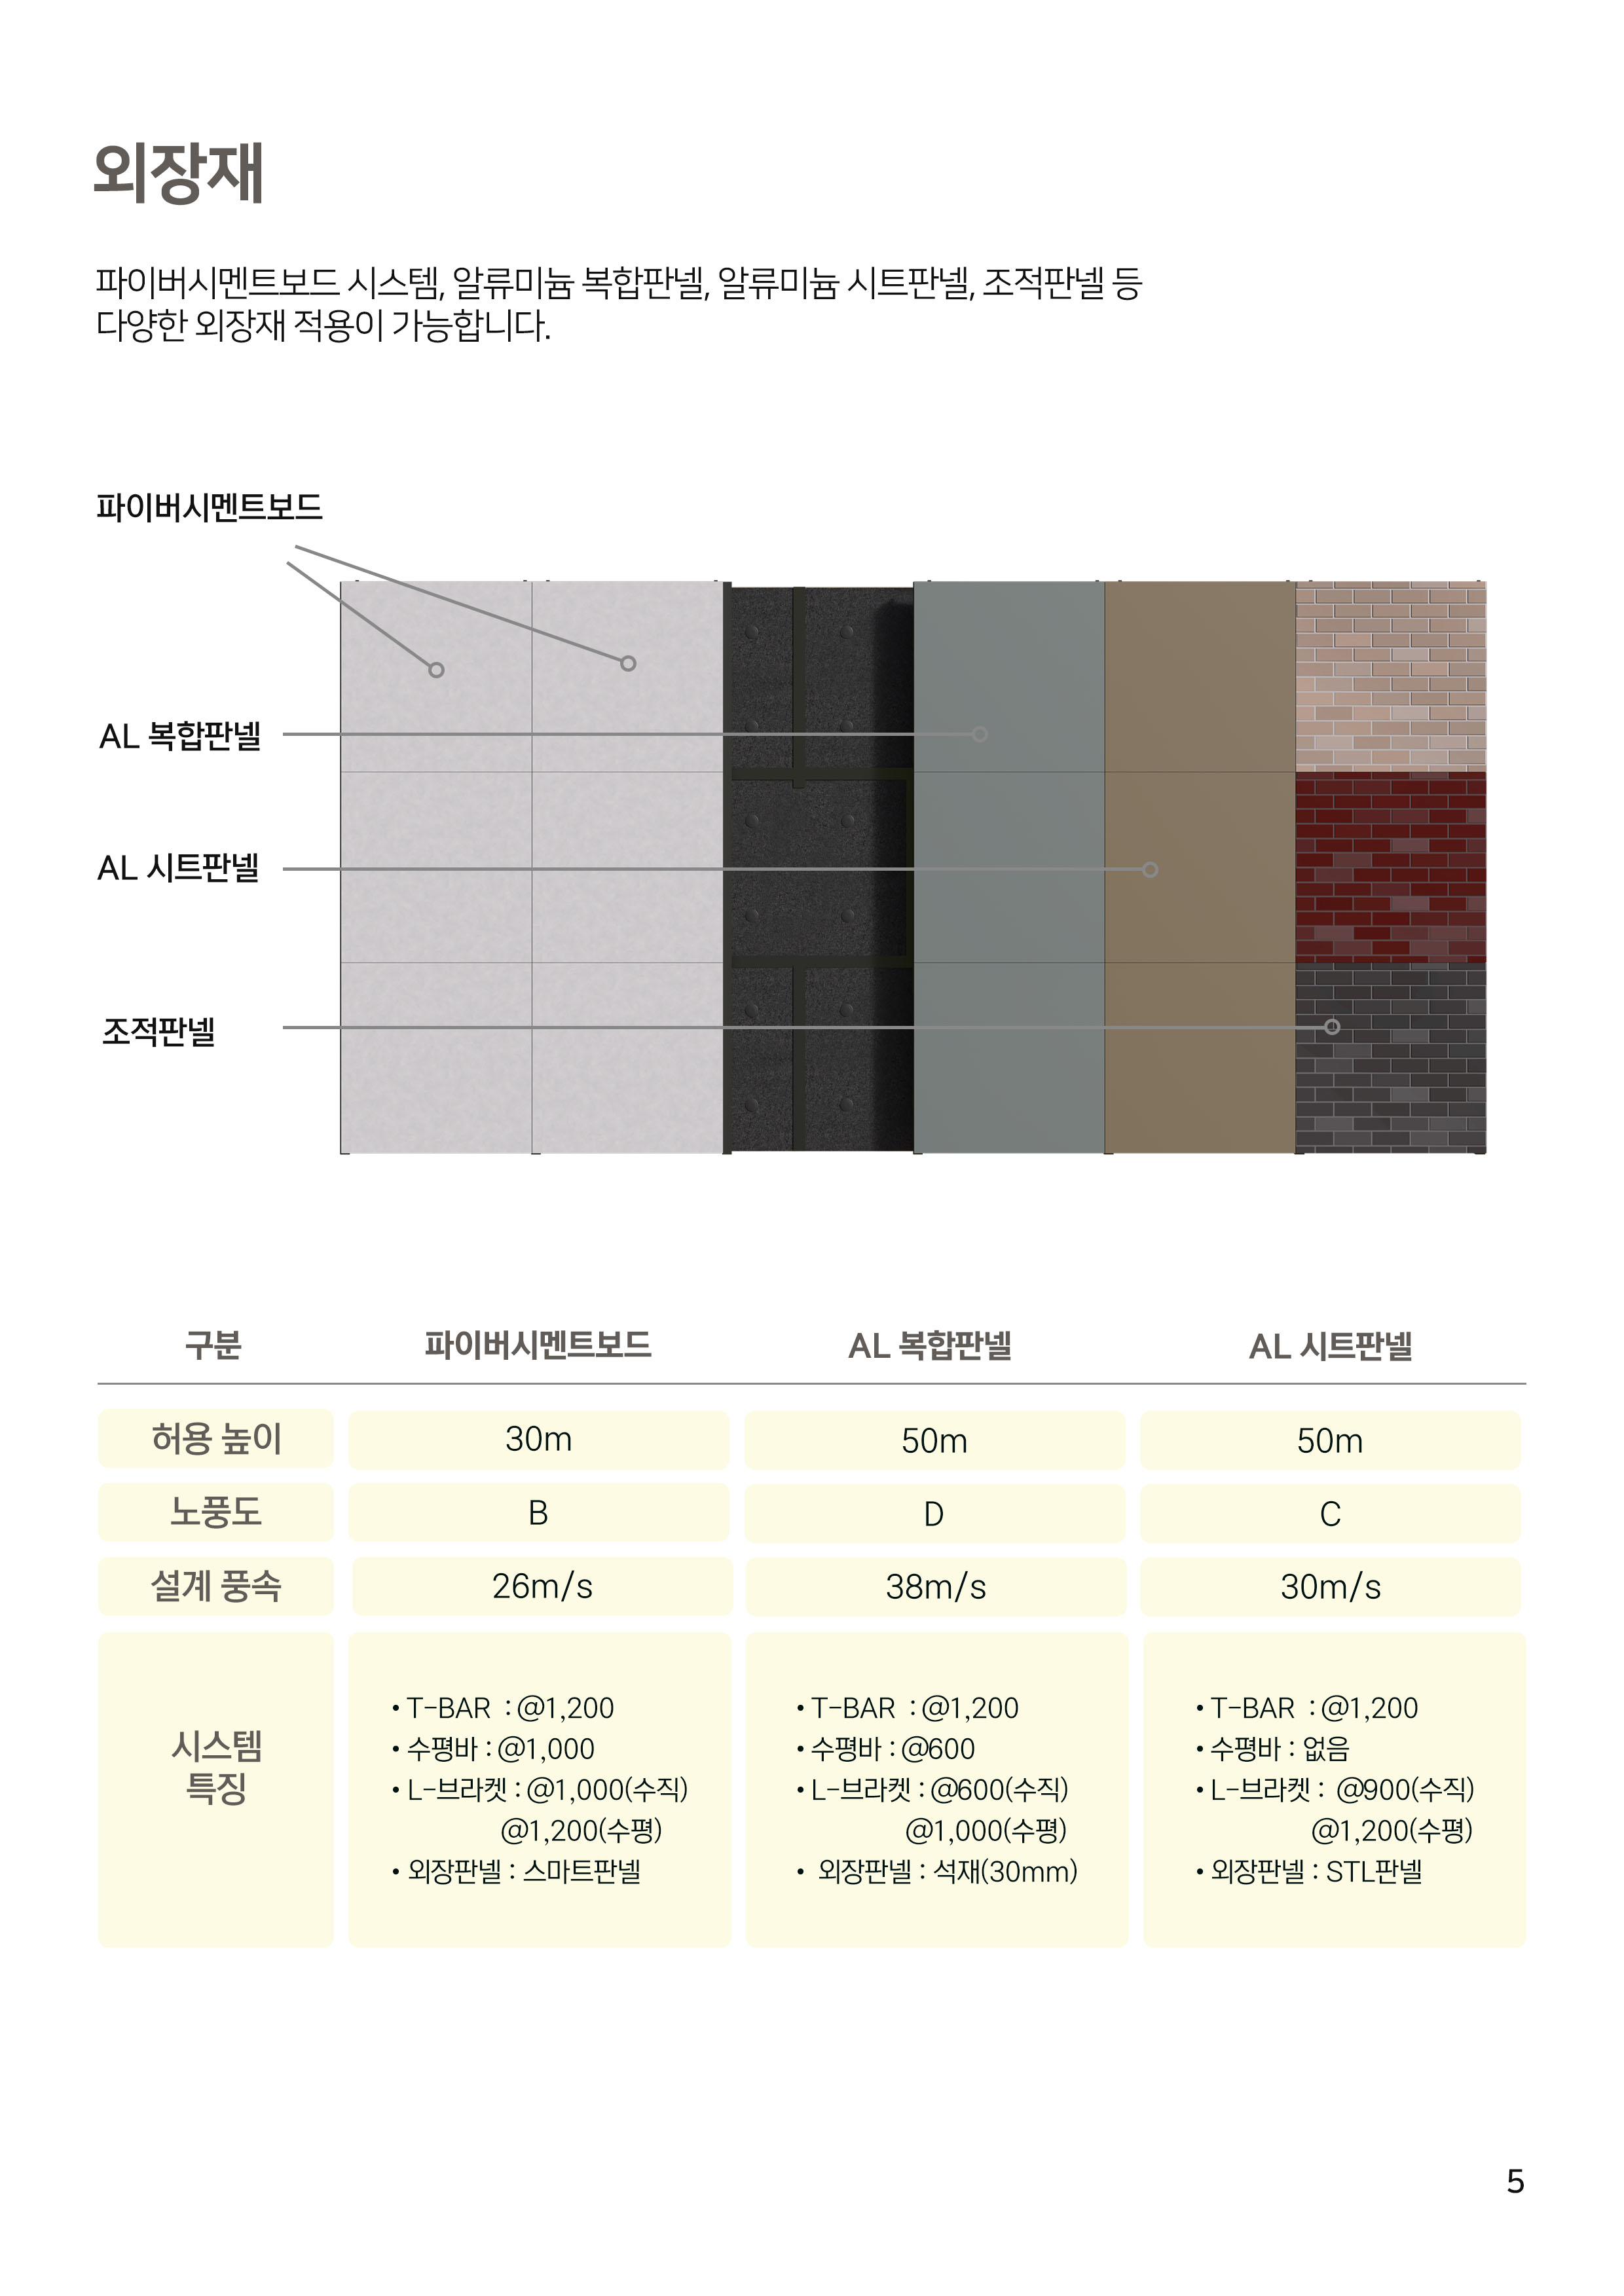 외장재
파이버시멘트보드 시스템, 알류미늄 복합판넬, 알류미늄 시트판넬, 조적판넬 등
다양한 외장재 적용이 가능합니다.
파이버시멘트보드
AL 복합판넬
AL 시트판넬
조적판넬
구분 파이버시멘트보드 AL 복합판넬 AL 시트판넬
허용 높이 30m 50m 50m
노풍도 B D C
설계 풍속 26m/s 38m/s 30m/s
시스템
특징
• T-BAR : @1,200
• 수평바 : @1,000
• L-브라켓 : @1,000(수직)
@1,200(수평)
• 외장판넬 : 스마트판넬
• T-BAR : @1,200
• 수평바 : @600
• L-브라켓 : @600(수직)
@1,000(수평)
• 외장판넬 : 석재(30mm)
• T-BAR : @1,200
• 수평바 : 없음
• L-브라켓 : @900(수직)
@1,200(수평)
• 외장판넬 : STL판넬
5